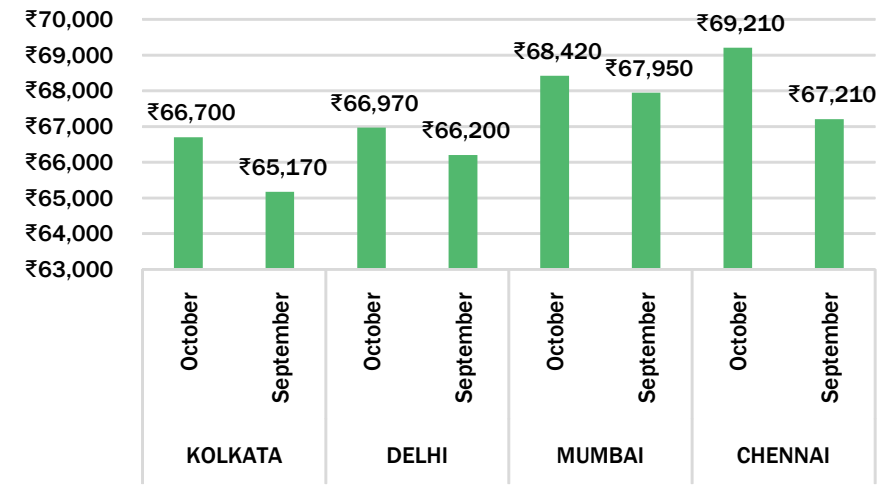 ₹70,000
₹69,000
₹68,000
₹67,000
₹66,000
₹65,000
₹64,000
₹63,000
₹66,700
₹65,170
₹66,970
₹66,200
₹68,420
₹67,950
₹69,210
₹67,210
October
September
October
September
October
September
October
September
KOLKATA
DELHI
MUMBAI
CHENNAI